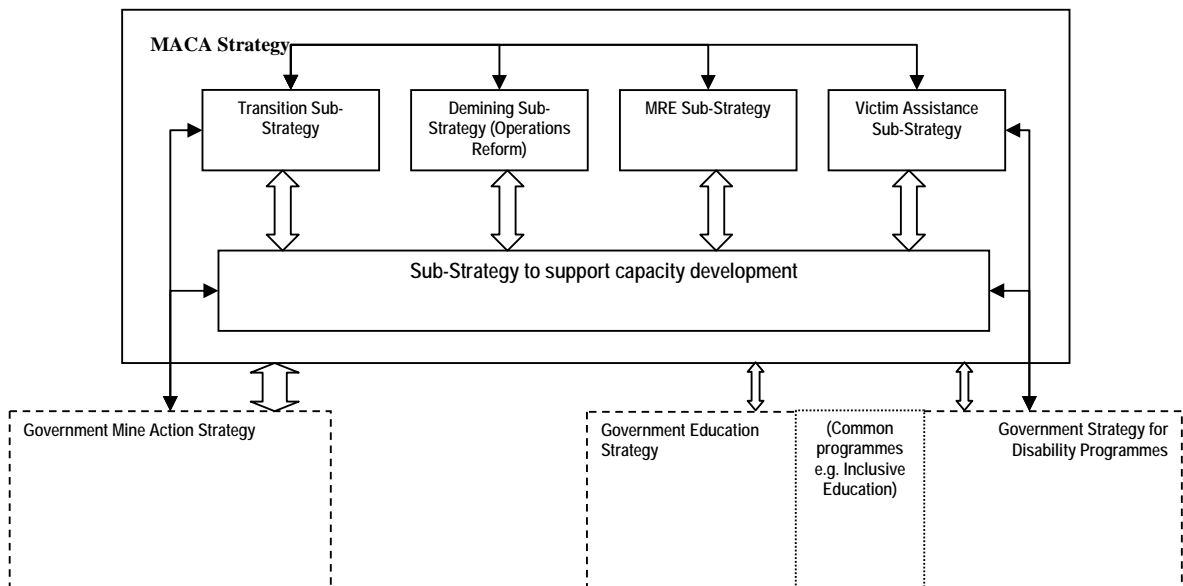 MACA Strategy
Transition Sub-
Strategy
Demining Sub-
Strategy (Operations
Reform)
MRE Sub-Strategy
Victim Assistance
Sub-Strategy
Sub-Strategy to support capacity development
Government Mine Action Strategy
Government Education
Strategy
(Common
programmes
e.g. Inclusive
Education)
Government Strategy for
Disability Programmes